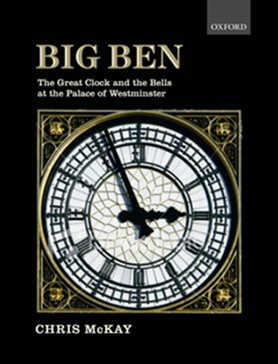 OXFORD
BIG BEN
The Great Clock and the Bells
at the Palace of Westminster
CHRIS McKAY